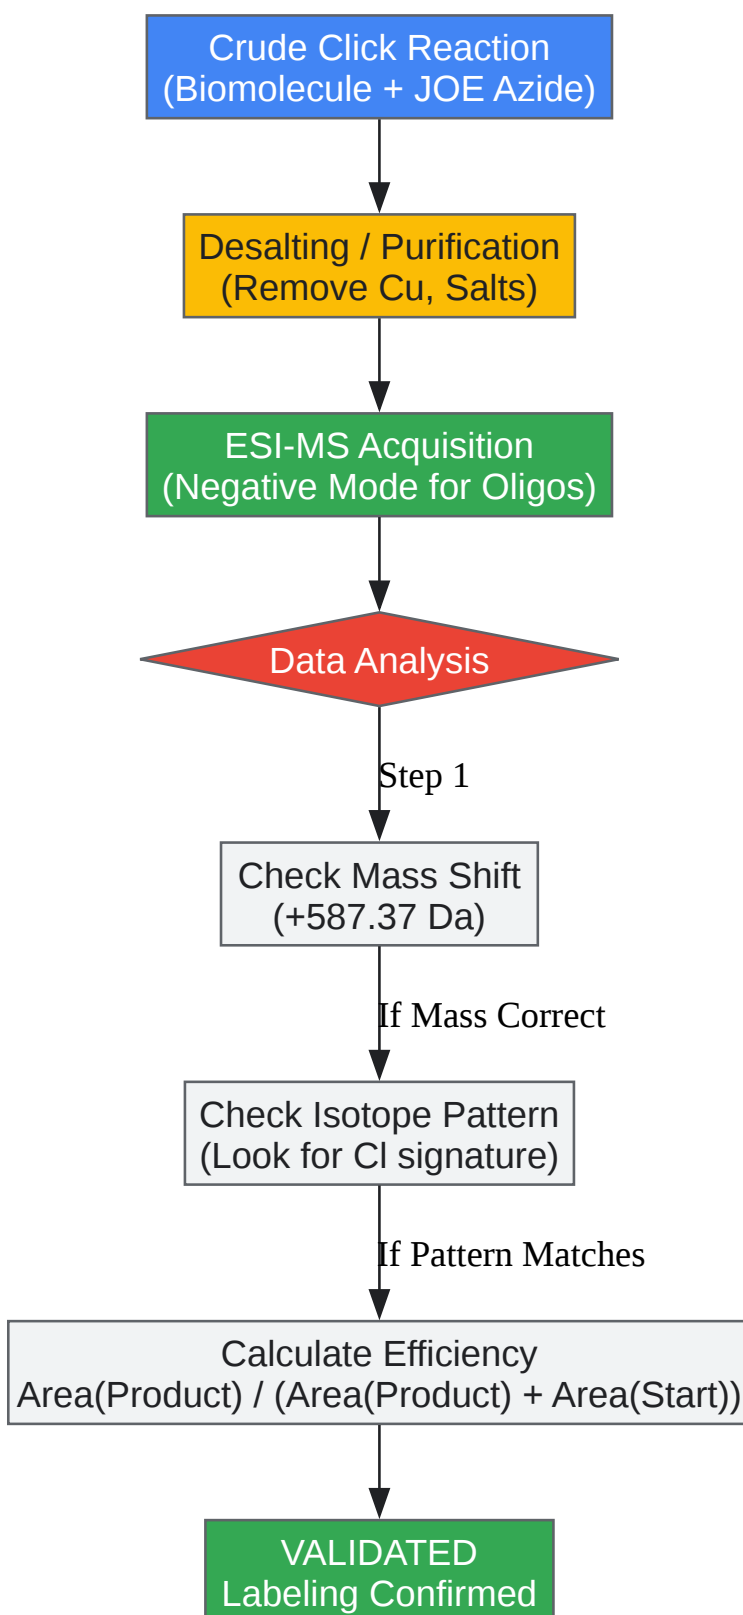 Crude Click Reaction
(Biomolecule + JOE Azide)
Desalting / Purification
(Remove Cu, Salts)
ESI-MS Acquisition
(Negative Mode for Oligos)
Data Analysis
Step 1
Check Mass Shift
(+587.37 Da)
If Mass Correct
Check Isotope Pattern
(Look for Cl signature)
If Pattern Matches
Calculate Efficiency
Area(Product) / (Area(Product) + Area(Start))
VALIDATED
Labeling Confirmed